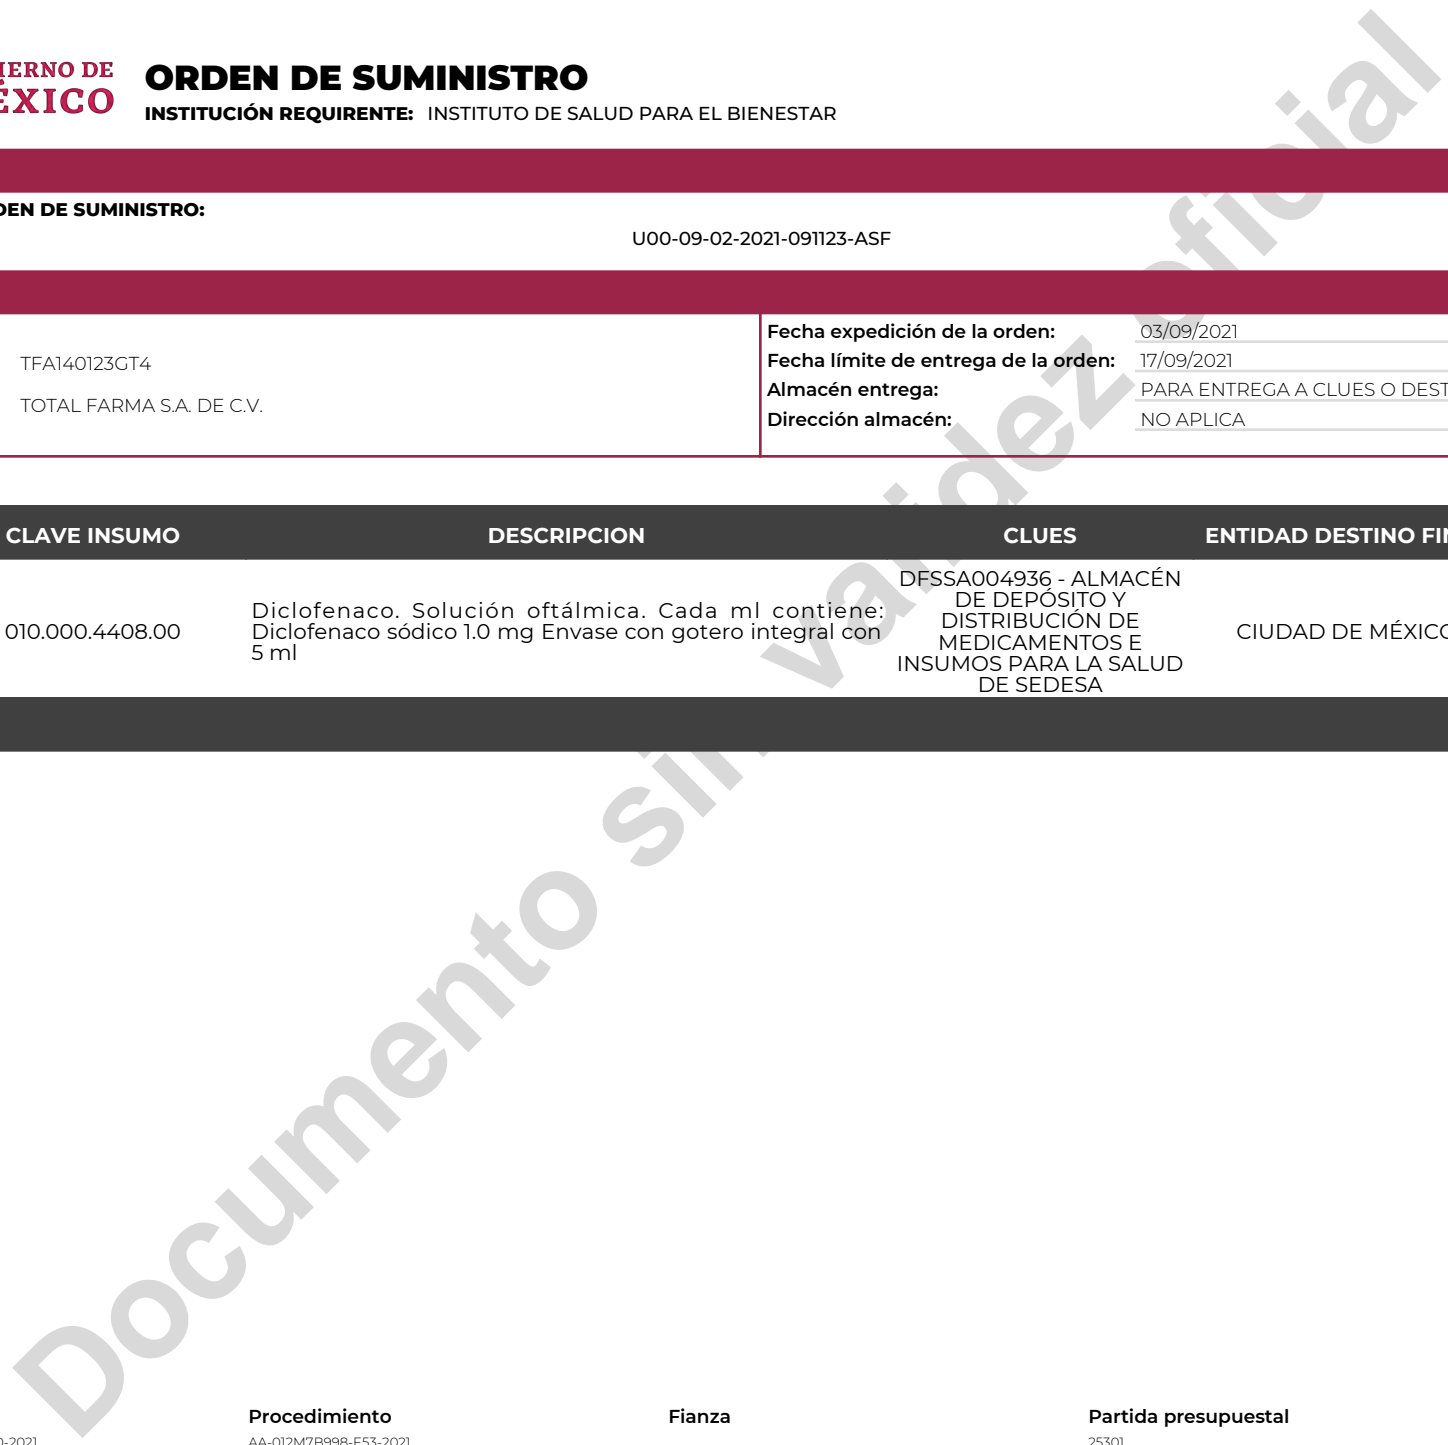 ORDEN DE SUMINISTRO
INSTITUCIÓN REQUIRENTE: INSTITUTO DE SALUD PARA EL BIENESTAR
DE SUMINISTRO:
U00-09-02-2021-091123-ASF
TFA140123GT4
TOTAL FARMA S.A. DE C.V.
Fecha expedición de la orden: 03/09/2021
Fecha límite de entrega de la orden: 17/09/2021
Almacén entrega: PARA ENTREGA A CLUES O DEST
Dirección almacén: NO APLICA
CLAVE INSUMO DESCRIPCION CLUES ENTIDAD DESTINO
010.000.4408.00
Diclofenaco. Solución oftálmica. Cada ml contiene:
Diclofenaco sódico 1.0 mg Envase con gotero integral con
5 ml
DFSSA004936 - ALMACÉN
DE DEPÓSITO Y
DISTRIBUCIÓN DE
MEDICAMENTOS E
INSUMOS PARA LA SALUD
DE SEDESA
CIUDAD DE MÉXICO
Documento sin validez oficial
Procedimiento Fianza Partida presupuestal
AA-012M7B998-E53-2021
25301